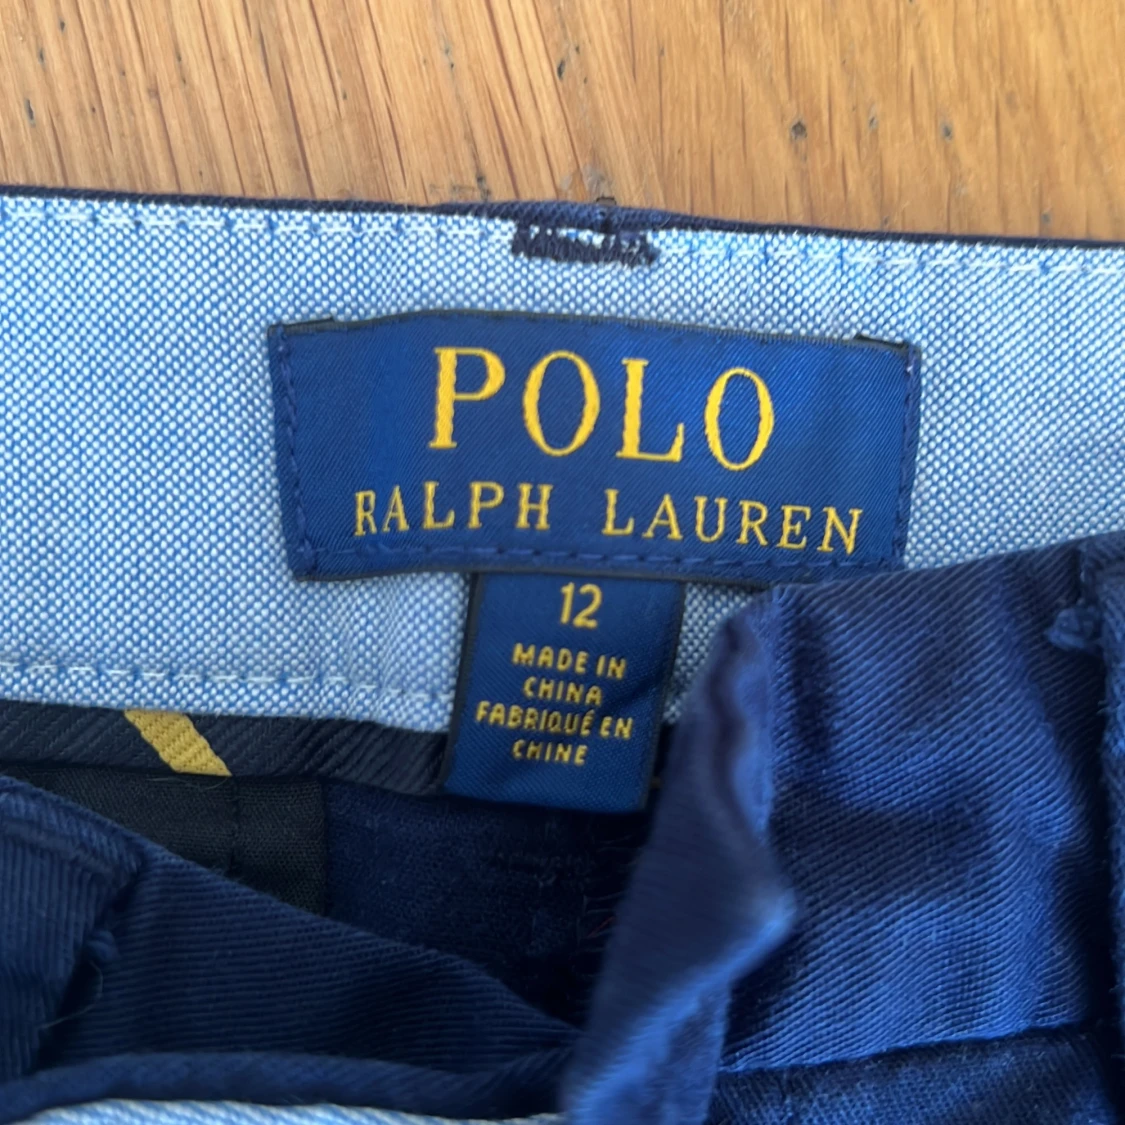 POLO
RALPH LAUREN
12
MADE IN
CHINA
FABRIQUÉ EN
CHINE